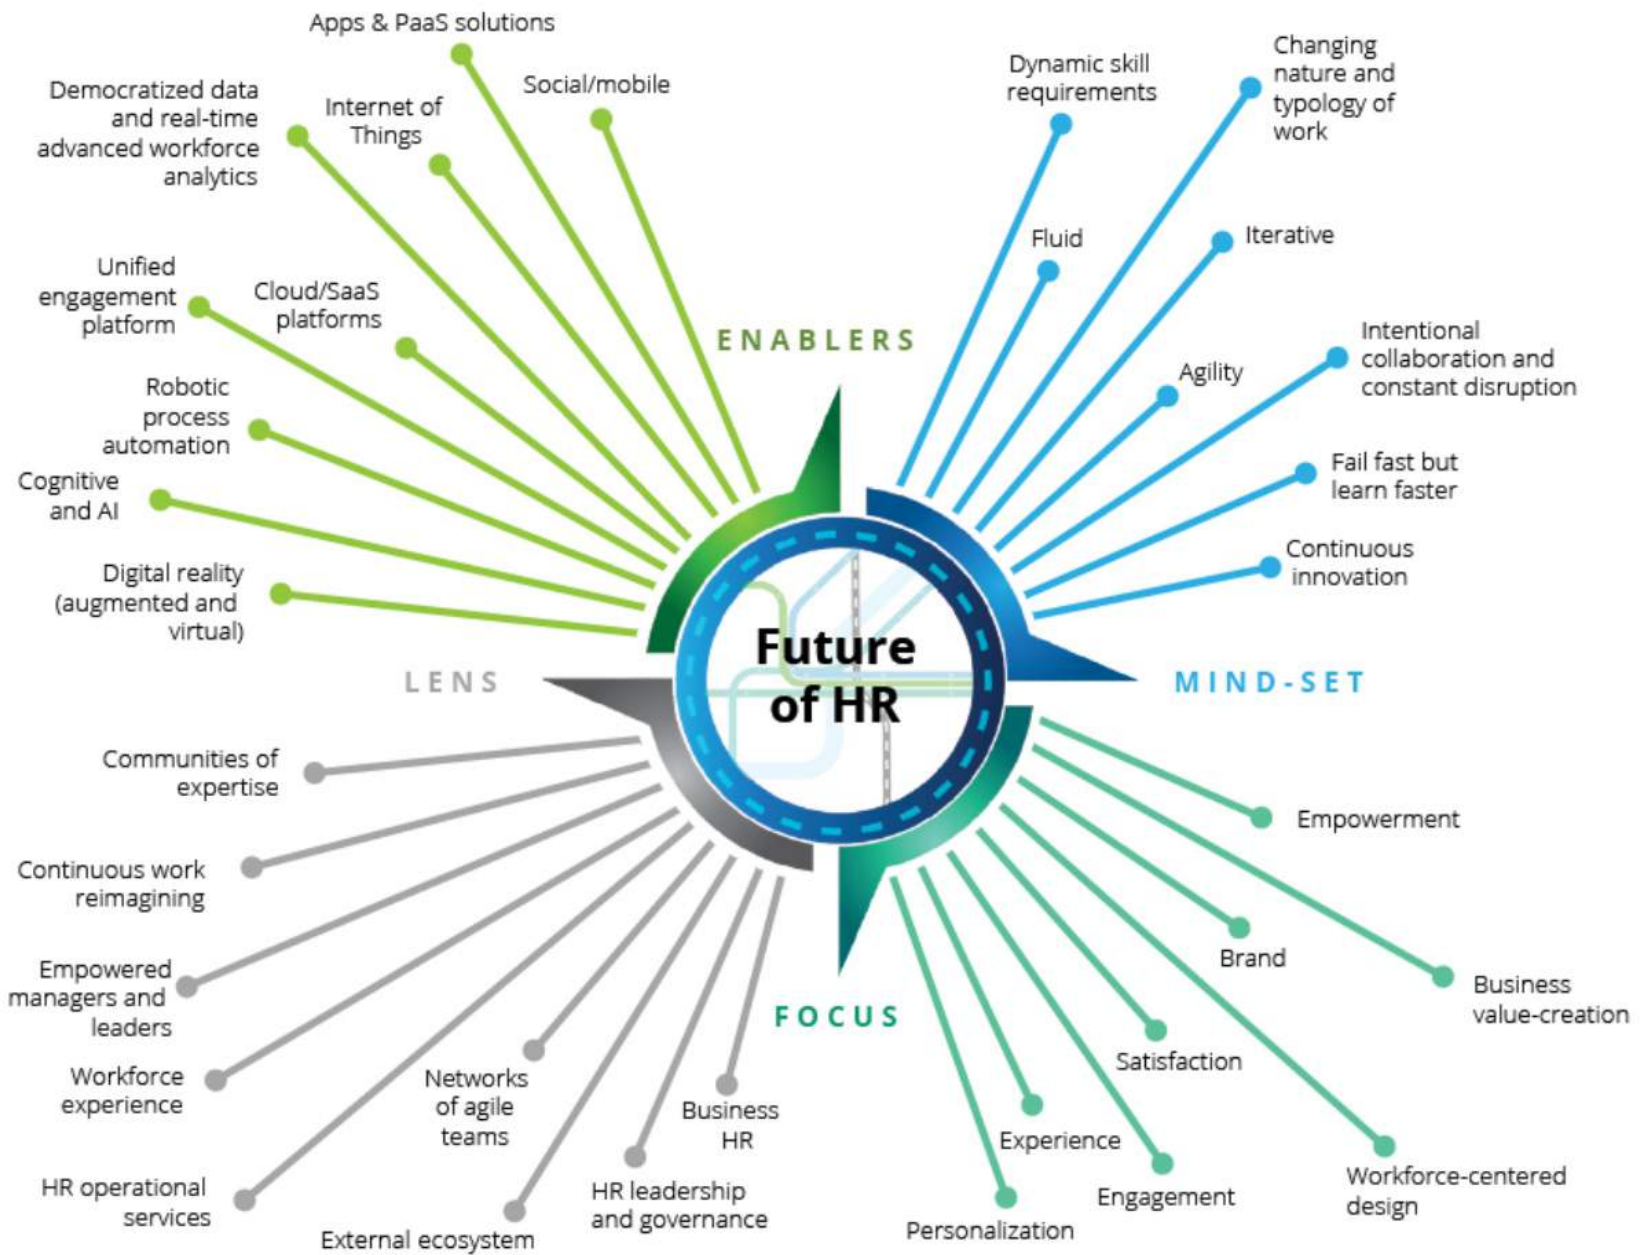 Apps & PaaS solutions
Social/mobile
Democratized data
and real-time
advanced workforce
analytics
Internet of
Things
Unified
engagement
platform
Cloud/SaaS
platforms
Robotic
process
automation
Cognitive
and AI
Digital reality
(augmented and
virtual)
ENABLERS
Dynamic skill
requirements
Changing
nature and
typology of
work
Fluid
Iterative
Agility
Intentional
collaboration and
constant disruption
Fail fast but
learn faster
Continuous
innovation
MIND-SET
Future
of HR
LENS
Communities of
expertise
Continuous work
reimagining
Empowered
managers and
leaders
Workforce
experience
HR operational
services
Networks
of agile
teams
External ecosystem
HR leadership
and governance
Business
HR
FOCUS
Empowerment
Business
value-creation
Brand
Satisfaction
Workforce-centered
design
Experience
Engagement
Personalization